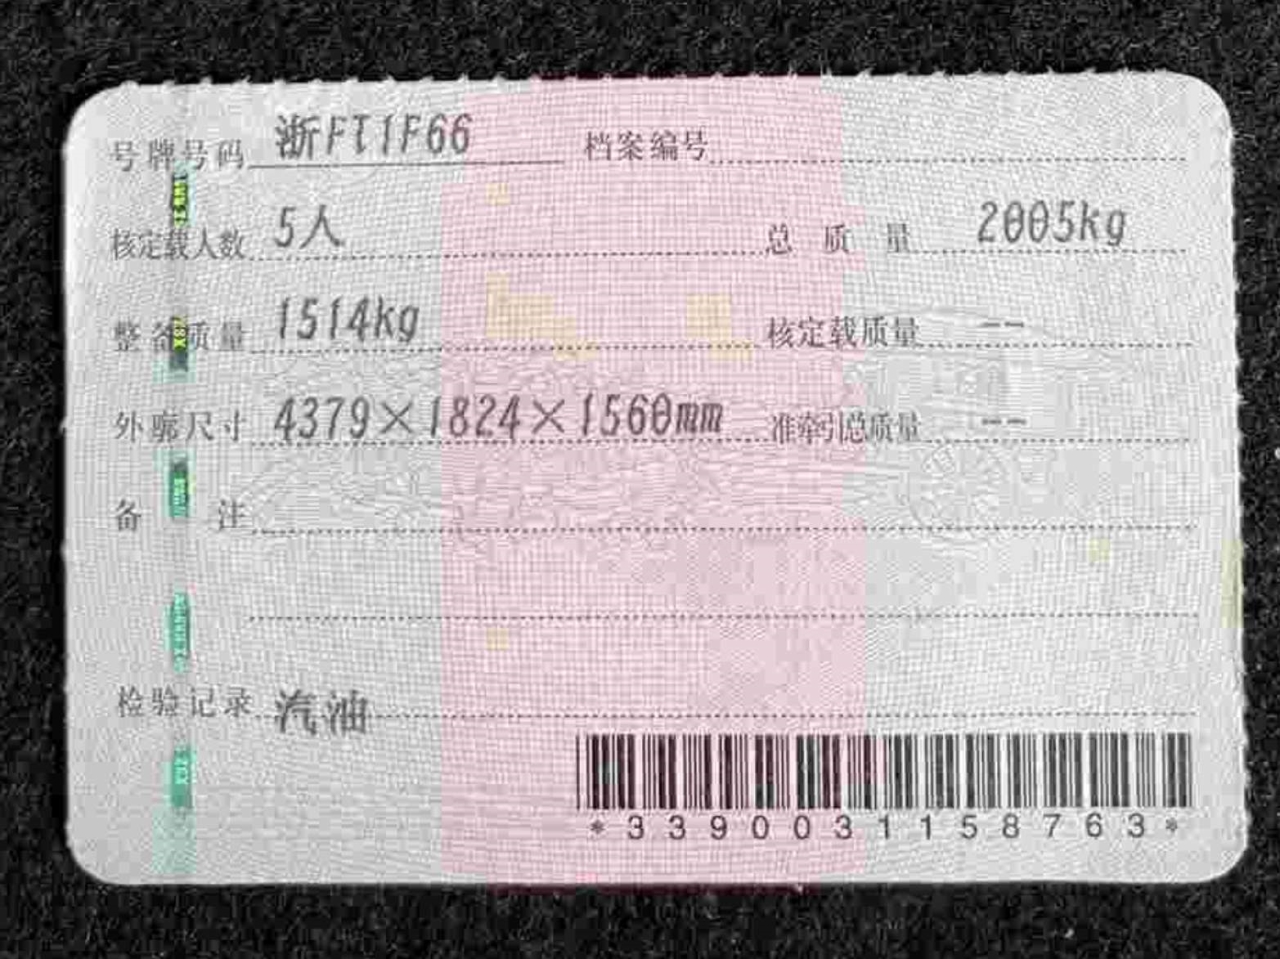 号牌号码 浙FT1F66 档案编号
核定载人数 5人 总质量 2005kg
整备质量 1514kg 核定载质量 --
外廓尺寸 4379×1824×1560mm 准牵引总质量 --
备注
检验记录 汽油
*3390031158763*